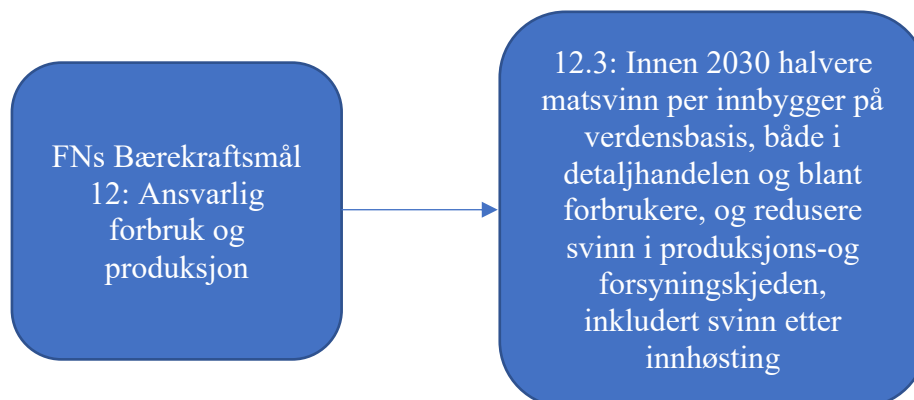 FNs Bærekraftsmål
12: Ansvarlig
forbruk og
produksjon
12.3: Innen 2030 halvere
matsvinn per innbygger på
verdensbasis, både i
detaljhandelen og blant
forbrukere, og redusere
svinn i produksjons-og
forsyningskjeden,
inkludert svinn etter
innhøsting